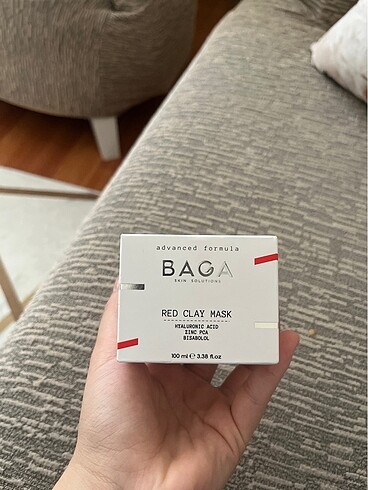 advanced formula
BAGA
SKIN SOLUTIONS
RED CLAY MASK
HYALURONIC ACID
ZINC PCA
BISABOLOL
100 ml ℮ 3.38 fl.oz